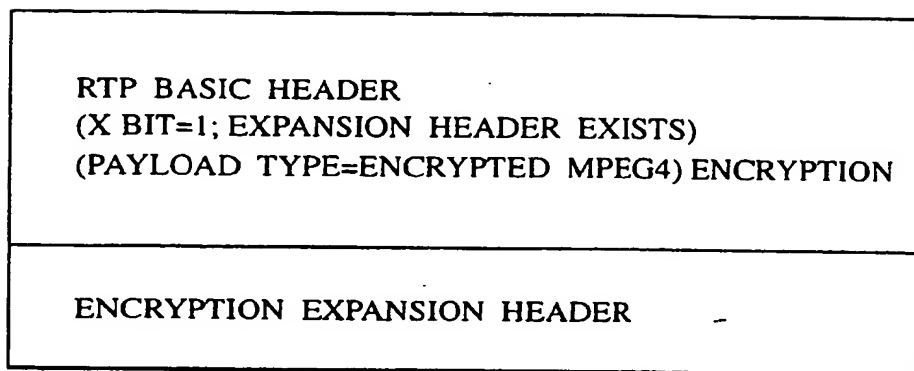 RTP BASIC HEADER
(X BIT=1; EXPANSION HEADER EXISTS)
(PAYLOAD TYPE=ENCRYPTED MPEG4) ENCRYPTION
ENCRYPTION EXPANSION HEADER